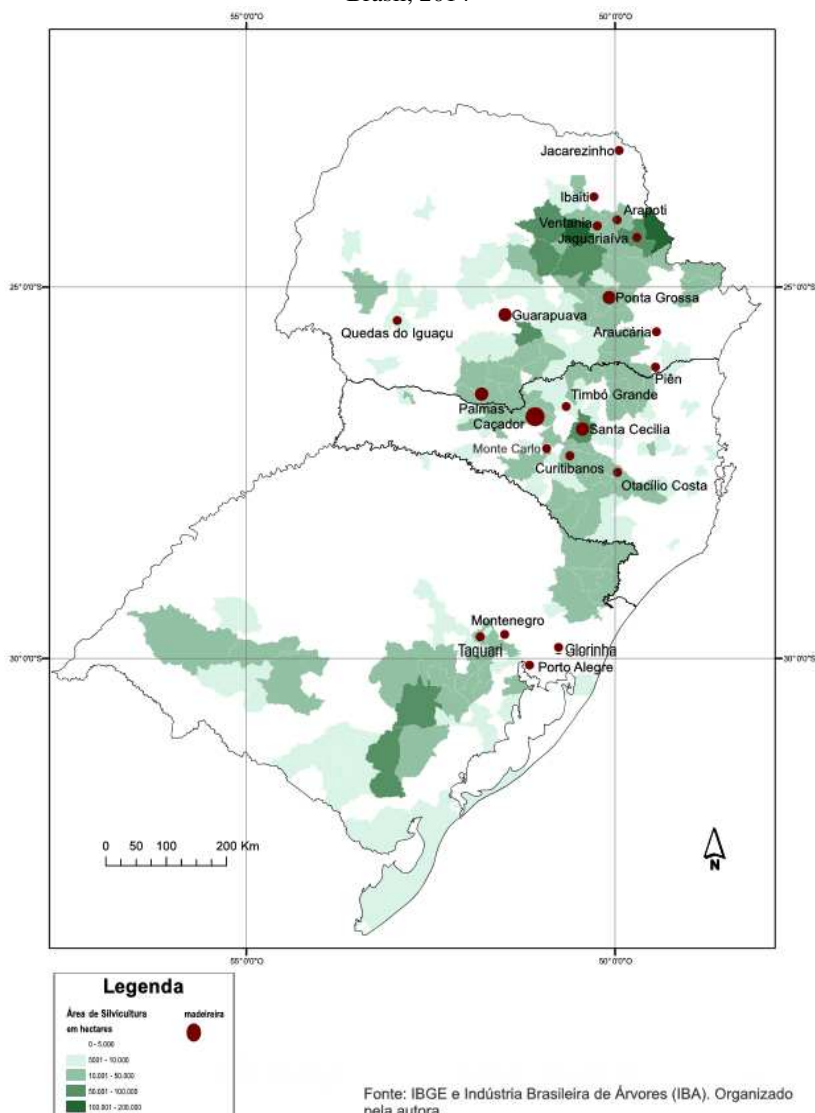 Brasil, 2014
55°0'0"O
50°0'0"O
Jacarezinho
Ibaiti
Arapoti
Ventania
Jaguariaíva
25°0'0"S
25°0'0"S
Ponta Grossa
Guarapuava
Quedas do Iguaçu
Araucária
Piên
Timbó Grande
Palmas
Caçador
Santa Cecilia
Monte Carlo
Curitibanos
Otacílio Costa
Montenegro
Taquari
Glorinha
30°0'0"S
30°0'0"S
Porto Alegre
0 50 100 200 Km
N
55°0'0"O
50°0'0"O
Legenda
Área de Silvicultura
em hectares
madeireira
0 - 5.000
5001 - 10.000
10.001 - 50.000
50.001 - 100.000
100.001 - 200.000
Fonte: IBGE e Indústria Brasileira de Árvores (IBA). Organizado
pela autora